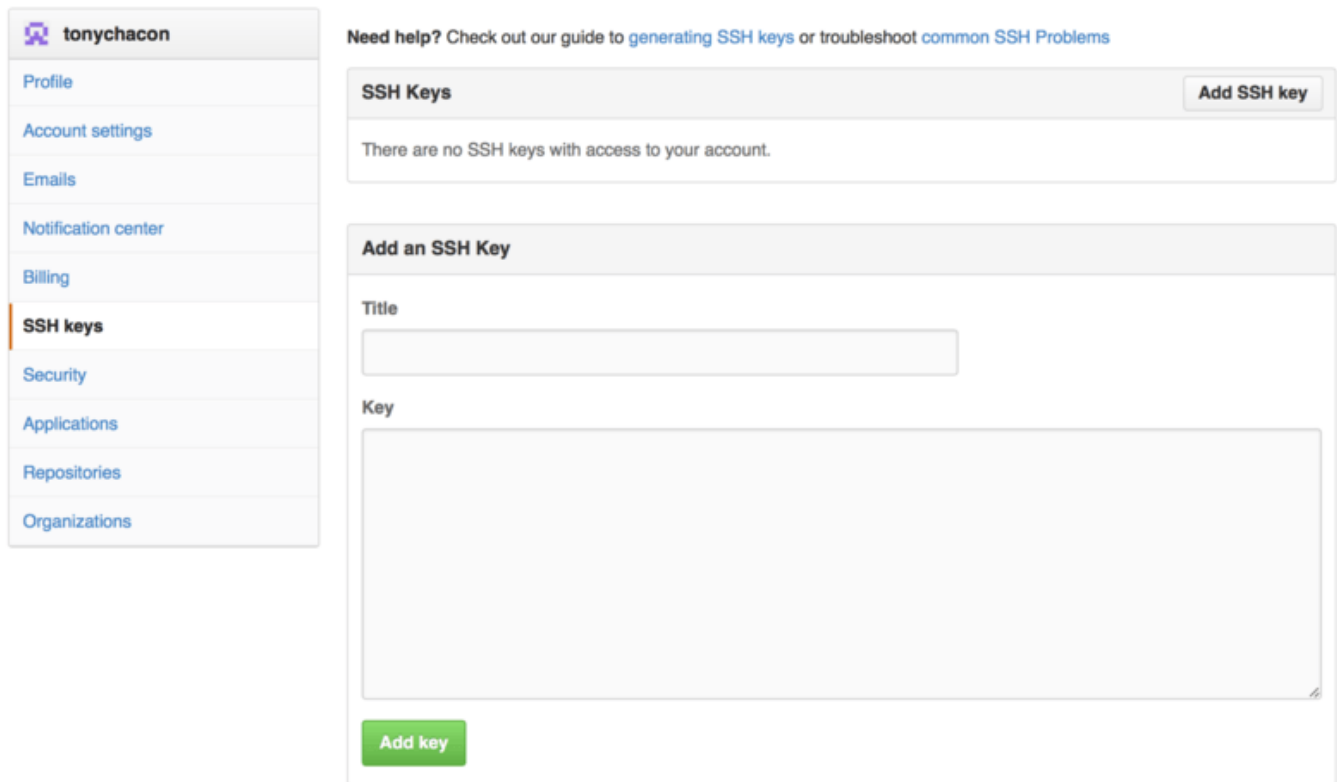 tonychacon
Profile
Account settings
Emails
Notification center
Billing
SSH keys
Security
Applications
Repositories
Organizations
Need help? Check out our guide to generating SSH keys or troubleshoot common SSH Problems
SSH Keys
Add SSH key
There are no SSH keys with access to your account.
Add an SSH Key
Title
Key
Add key